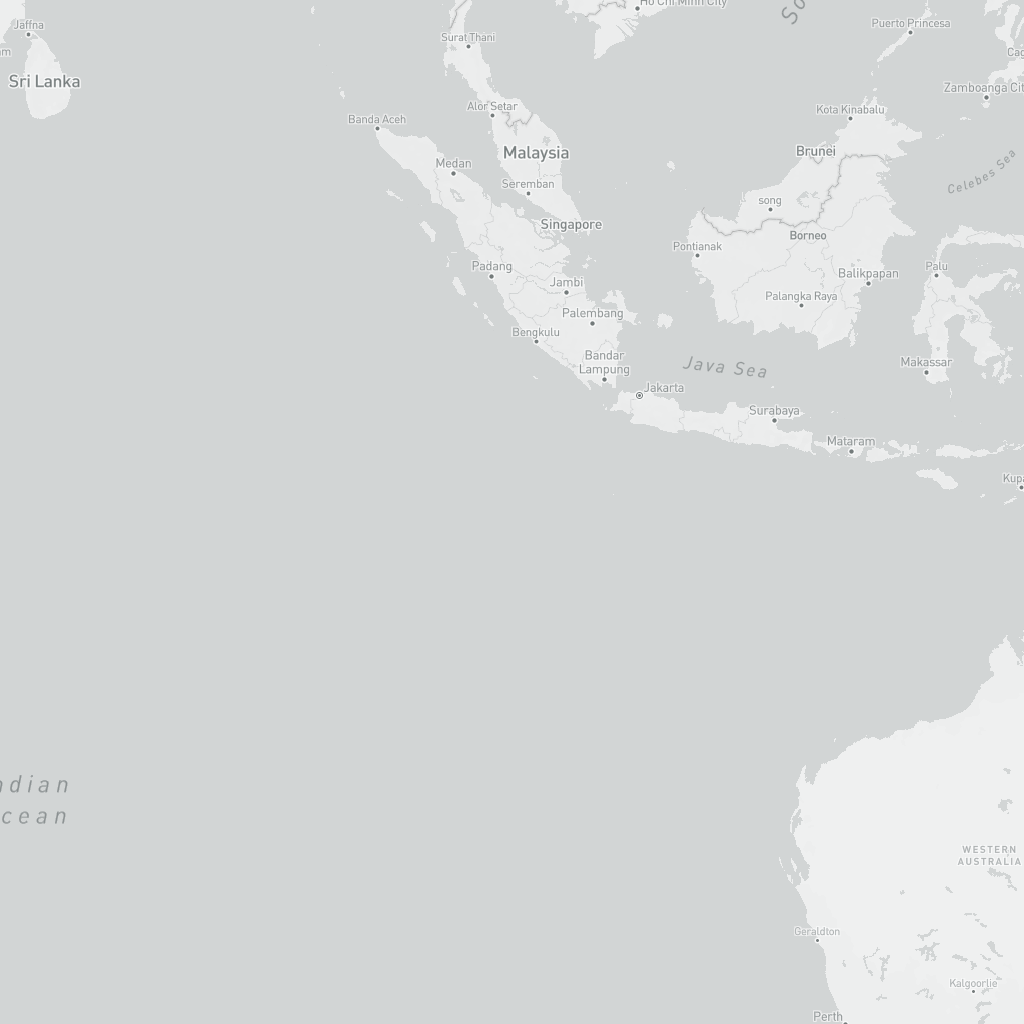 Ho Chi Minh City
Puerto Princesa
Jaffna
Surat Thani
Sri Lanka
Zamboanga City
Alor Setar
Kota Kinabalu
Banda Aceh
Malaysia
Brunei
Medan
Celebes Sea
Seremban
song
Singapore
Borneo
Pontianak
Padang
Palu
Balikpapan
Jambi
Palangka Raya
Palembang
Bengkulu
Bandar
Lampung
Java Sea
Makassar
Jakarta
Surabaya
Mataram
Kupa
ndian
cean
WESTERN
AUSTRALIA
Geraldton
Kalgoorlie
Perth